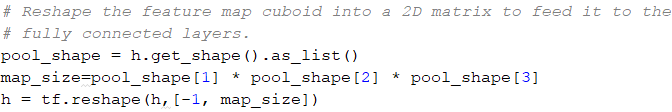 # Reshape the feature map cuboid into a 2D matrix to feed it to the
# fully connected layers.
pool_shape = h.get_shape().as_list()
map_size=pool_shape[1] * pool_shape[2] * pool_shape[3]
h = tf.reshape(h,[-1, map_size])